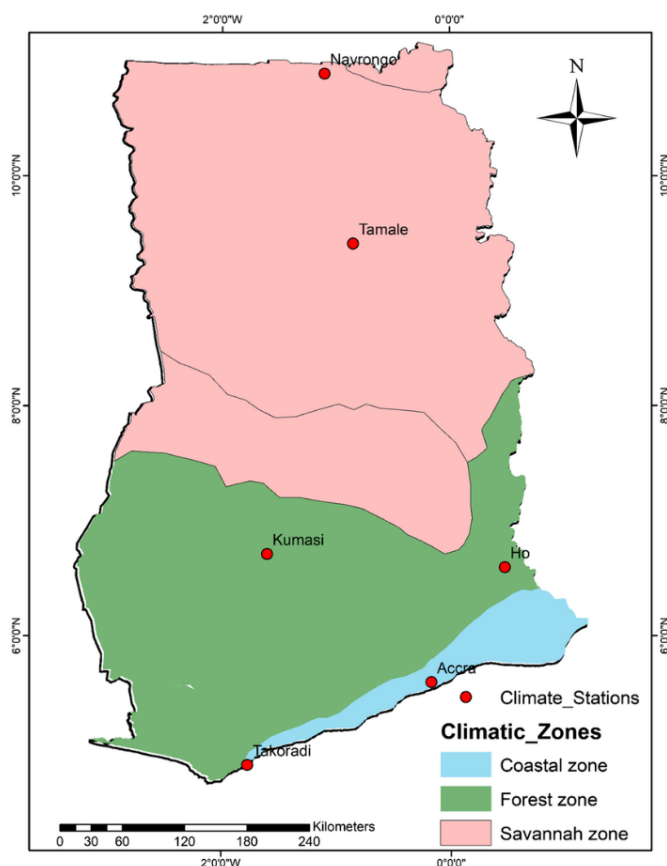 2°0'0"W 0°0'0"
N
Navrongo
10°0'0"N 10°0'0"N
Tamale
8°0'0"N 8°0'0"N
Kumasi
Ho
6°0'0"N 6°0'0"N
Accra
Climate_Stations
Climatic_Zones
Takoradi
Coastal zone
Forest zone
Savannah zone
Kilometers
0 30 60 120 180 240
2°0'0"W 0°0'0"